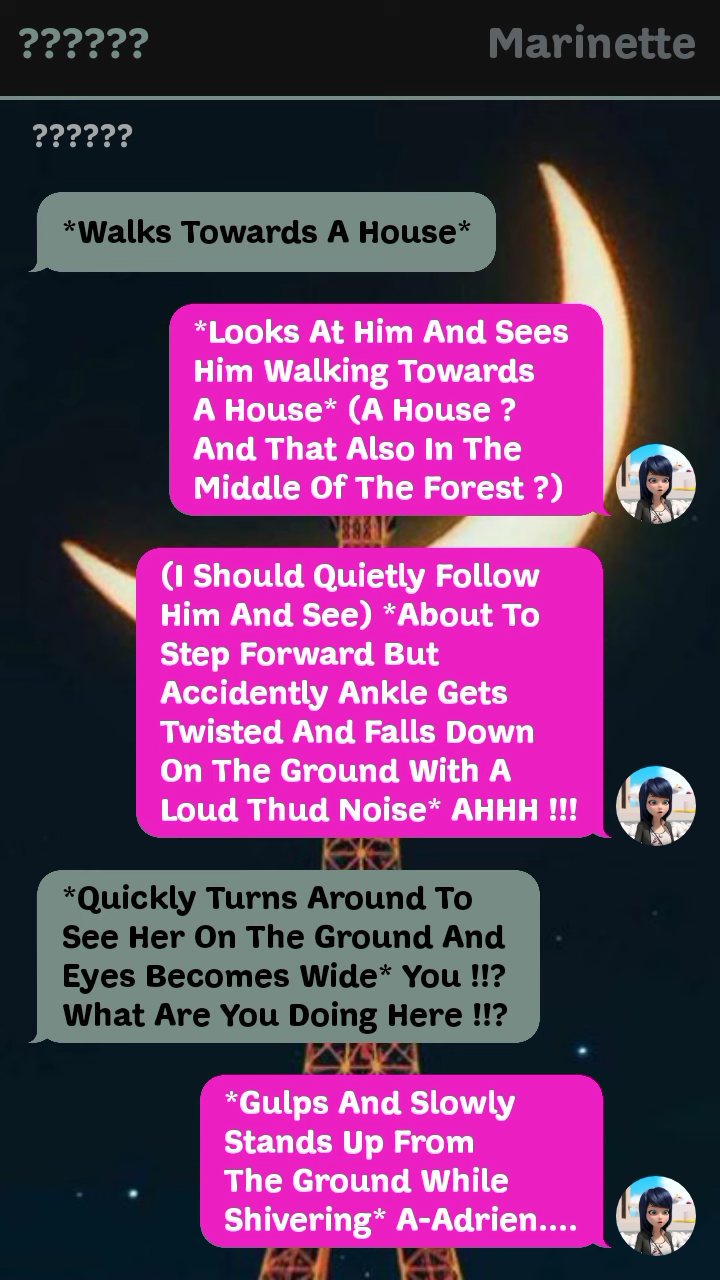 ?????? Marinette
??????
*Walks Towards A House*
*Looks At Him And Sees
Him Walking Towards
A House* (A House ?
And That Also In The
Middle Of The Forest ?)
(I Should Quietly Follow
Him And See) *About To
Step Forward But
Accidently Ankle Gets
Twisted And Falls Down
On The Ground With A
Loud Thud Noise* AHHH !!!
*Quickly Turns Around To
See Her On The Ground And
Eyes Becomes Wide* You !!?
What Are You Doing Here !!?
*Gulps And Slowly
Stands Up From
The Ground While
Shivering* A-Adrien....